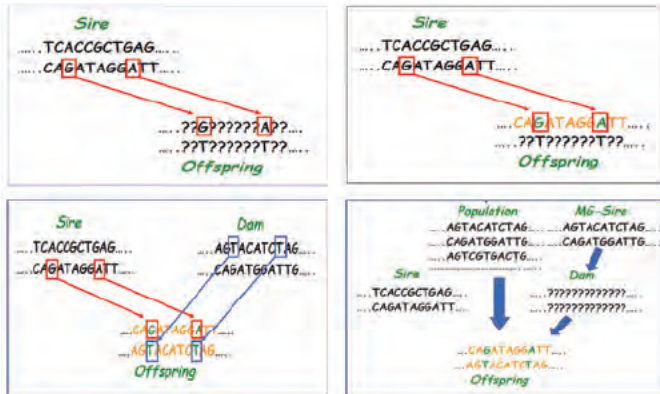 Sire
.....TCACCGCTGAG.....
.....CAGATAGGATT.....
.....??G??????A??....
.....??T??????T??....
Offspring
Sire
.....TCACCGCTGAG.....
.....CAGATAGGATT.....
.....CAGATAGGATT.....
.....??T??????T??....
Offspring
Sire Dam
.....TCACCGCTGAG..... .....AGTACATCTAG.....
.....CAGATAGGATT..... .....CAGATGGATTG.....
.....CAGATAGGATT.....
.....AGTACATCTAG.....
Offspring
Population MG-Sire
.....AGTACATCTAG..... .....AGTACATCTAG.....
.....CAGATGGATTG..... .....CAGATGGATTG.....
.....AGTCGTGACTG.....
Sire Dam
.....TCACCGCTGAG..... .....?????????????.....
.....CAGATAGGATT..... .....?????????????.....
.....CAGATAGGATT.....
.....AGTACATCTAG.....
Offspring